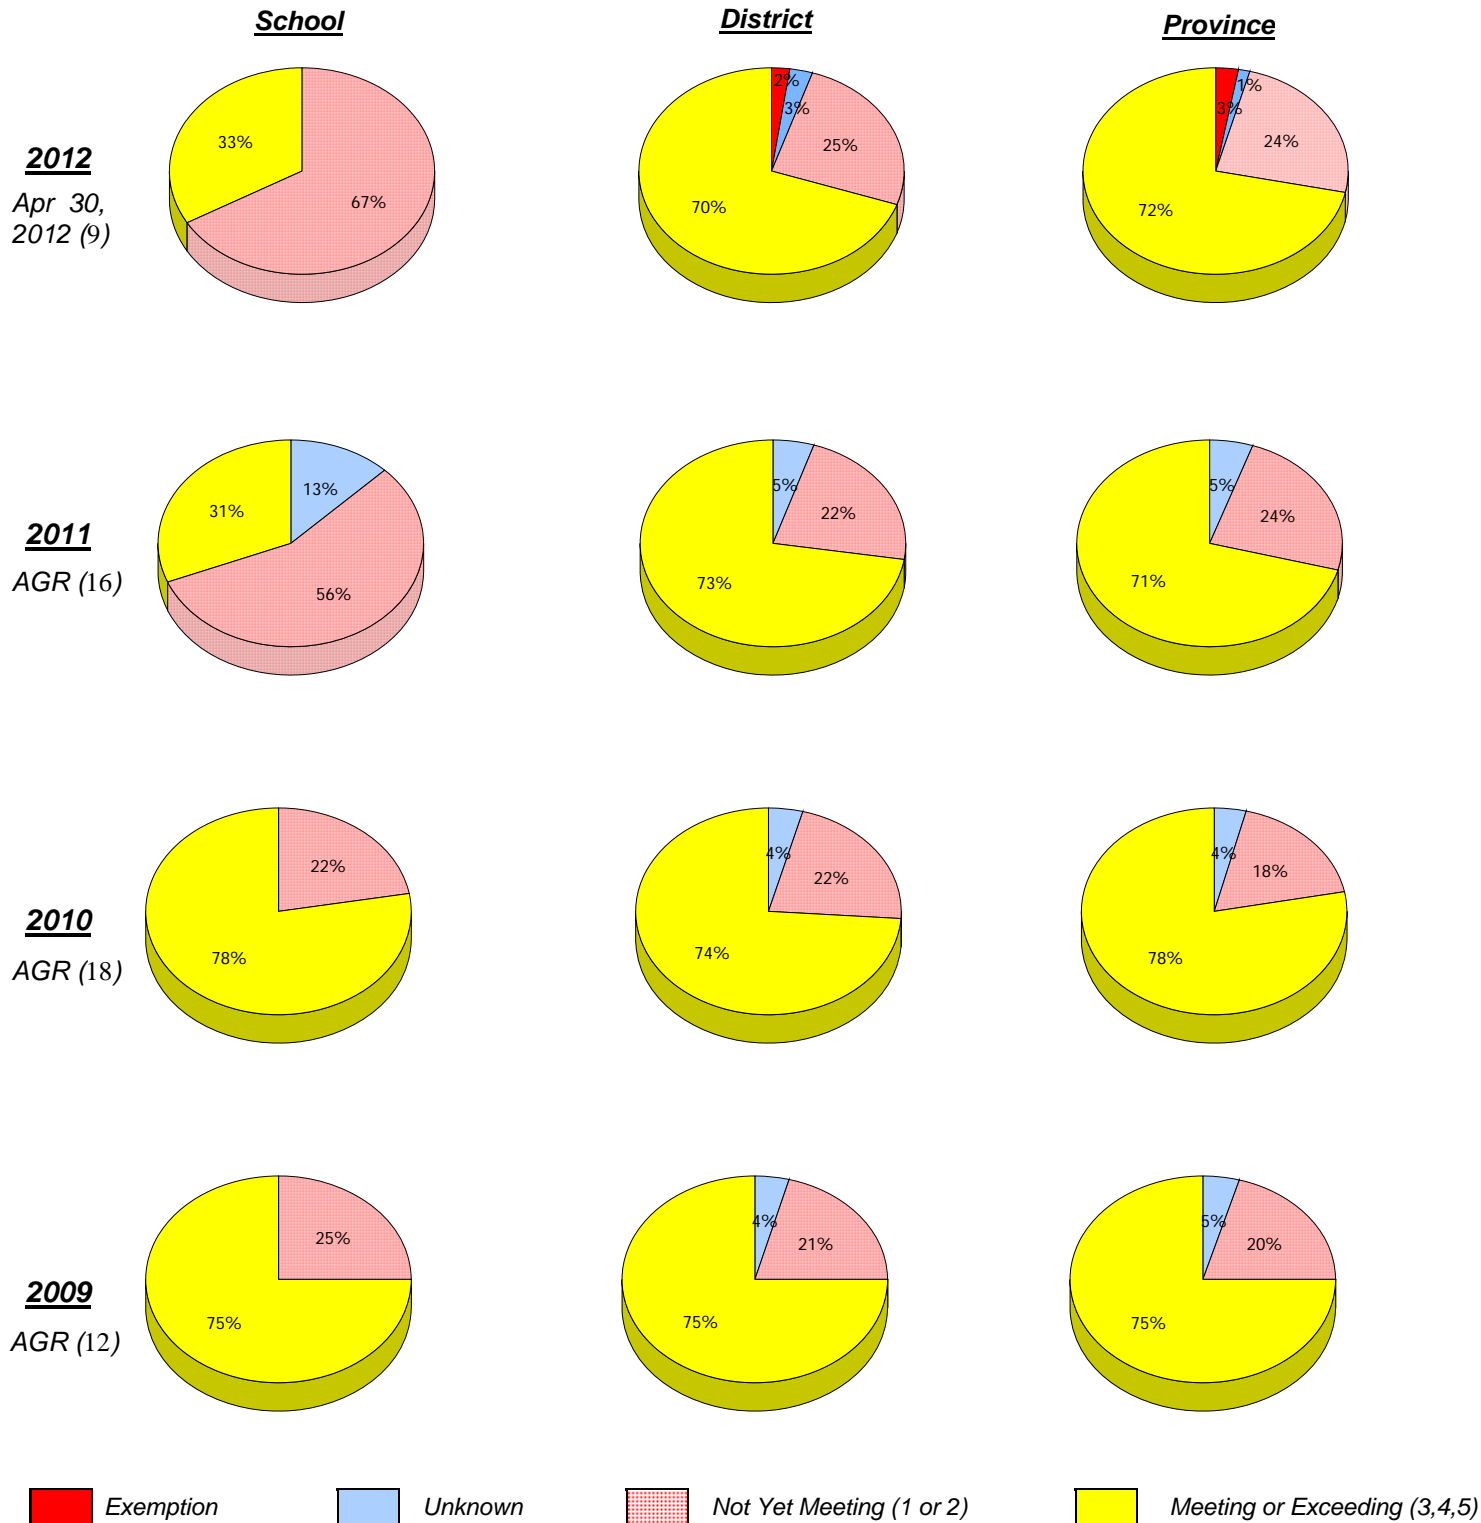 School District Province
2012
Apr 30,
2012 (9)
33% 67%
2% 3% 25% 70%
3% 1% 24% 72%
2011
AGR (16)
31% 13% 56%
5% 22% 73%
5% 24% 71%
2010
AGR (18)
22% 78%
4% 22% 74%
4% 18% 78%
2009
AGR (12)
25% 75%
4% 21% 75%
5% 20% 75%
Exemption Unknown Not Yet Meeting (1 or 2) Meeting or Exceeding (3,4,5)